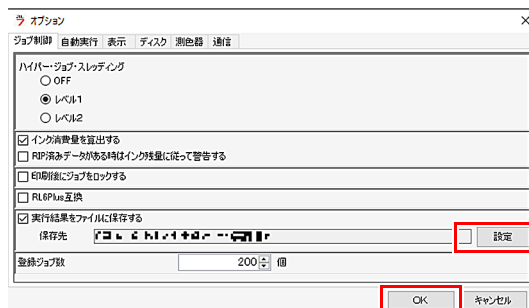 オプション
ジョブ制御 自動実行 表示 ディスク 測色器 通信
ハイパー・ジョブ・スレッディング
OFF
レベル1
レベル2
インク消費量を算出する
RIP済みデータがある時はインク残量に従って警告する
印刷後にジョブをロックする
RL6Plus互換
実行結果をファイルに保存する
保存先 設定
登録ジョブ数 200 個
OK キャンセル